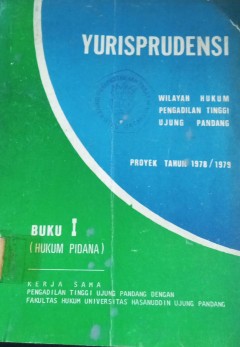 YURISPRUDENSI
WILAYAH HUKUM
PENGADILAN TINGGI
UJUNG PANDANG
PROYEK TAHUN 1978/1979
BUKU I
(HUKUM PIDANA)
KERJA SAMA
PENGADILAN TINGGI UJUNG PANDANG DENGAN
FAKULTAS HUKUM UNIVERSITAS HASANUDDIN UJUNG PANDANG